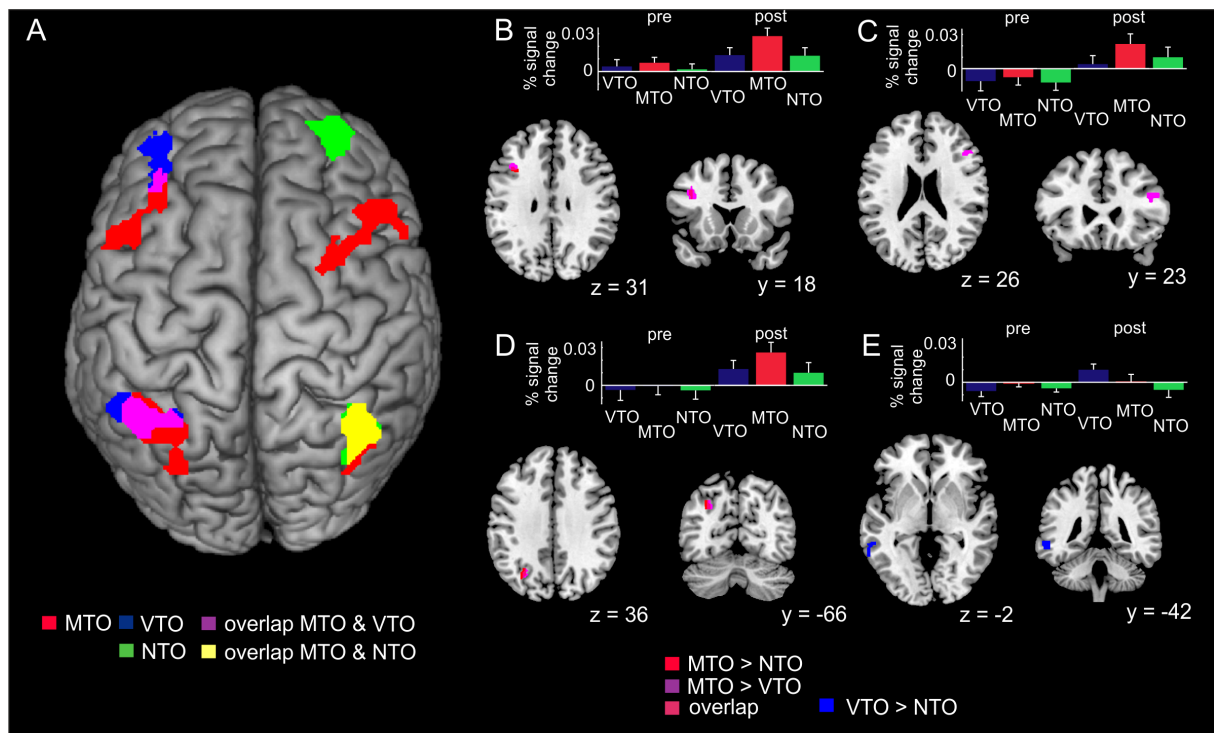 A
MTO VTO overlap MTO & VTO
NTO overlap MTO & NTO
B
pre post
% signal
change
0.03
0
VTO MTO NTO VTO MTO NTO
z = 31 y = 18
C
pre post
% signal
change
0.03
0
VTO MTO NTO VTO MTO NTO
z = 26 y = 23
D
pre post
% signal
change
0.03
0
VTO MTO NTO VTO MTO NTO
z = 36 y = -66
E
pre post
% signal
change
0.03
0
VTO MTO NTO VTO MTO NTO
z = -2 y = -42
MTO > NTO
MTO > VTO
overlap VTO > NTO